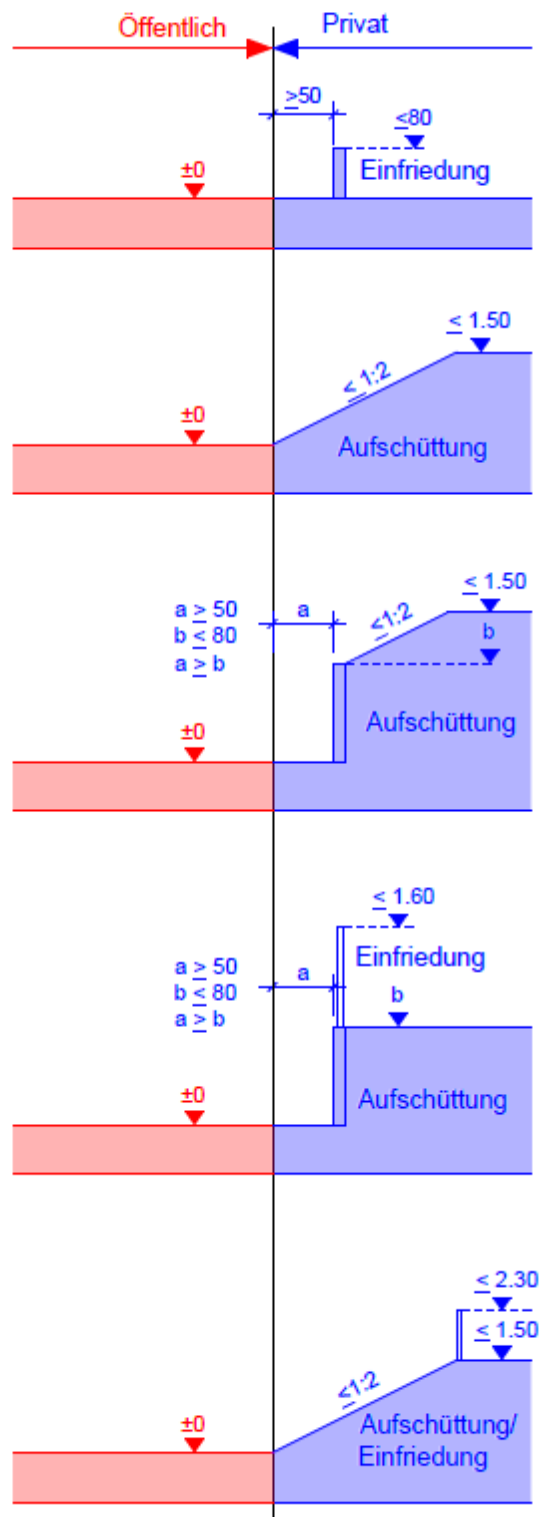 Öffentlich
Privat
≥50
≤80
Einfriedung
±0
≤ 1.50
≤ 1:2
±0
Aufschüttung
≤ 1.50
a ≥ 50
b ≤ 80
a ≥ b
a
≤1:2
b
±0
Aufschüttung
≤ 1.60
Einfriedung
a ≥ 50
b ≤ 80
a ≥ b
a
b
±0
Aufschüttung
≤ 2.30
≤ 1.50
≤1:2
±0
Aufschüttung/
Einfriedung